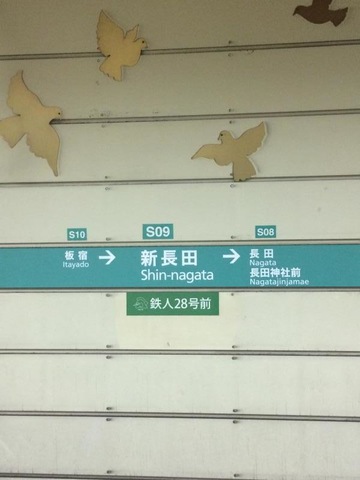 S10
板宿
Itayado
→
S09
新長田
Shin-nagata
→
S08
長田
Nagata
長田神社前
Nagatajinjamae
鉄人28号前